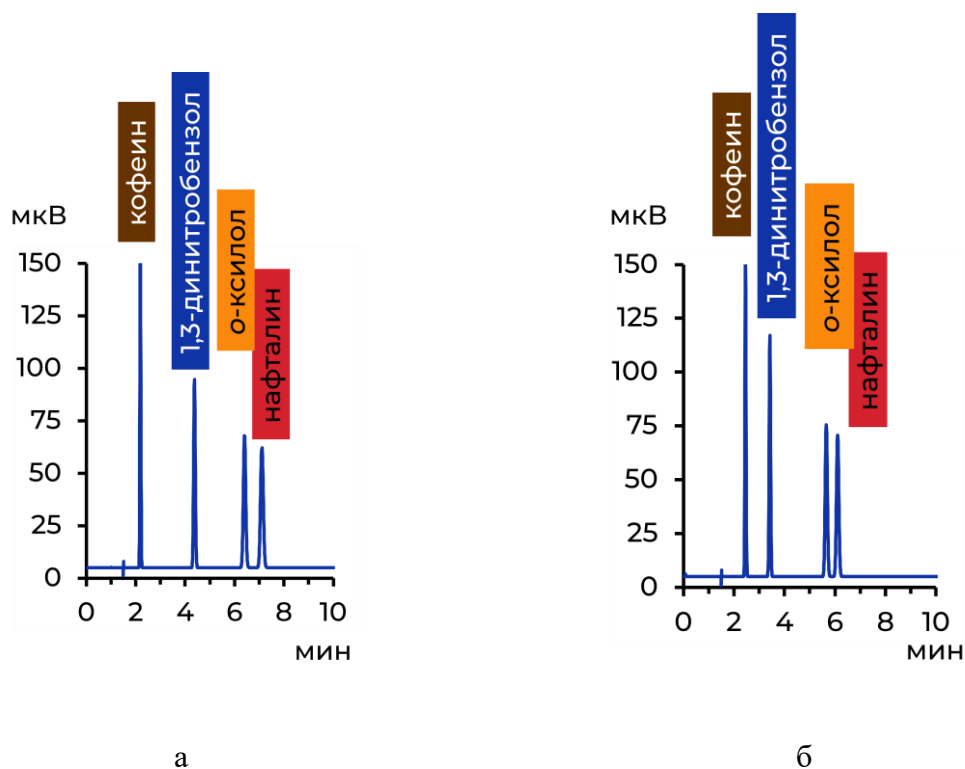 кофеин
1,3-динитробензол
о-ксилол
нафталин
мкВ
150
125
100
75
50
25
0
0 2 4 6 8 10
мин
а
кофеин
1,3-динитробензол
о-ксилол
нафталин
мкВ
150
125
100
75
50
25
0
0 2 4 6 8 10
мин
б